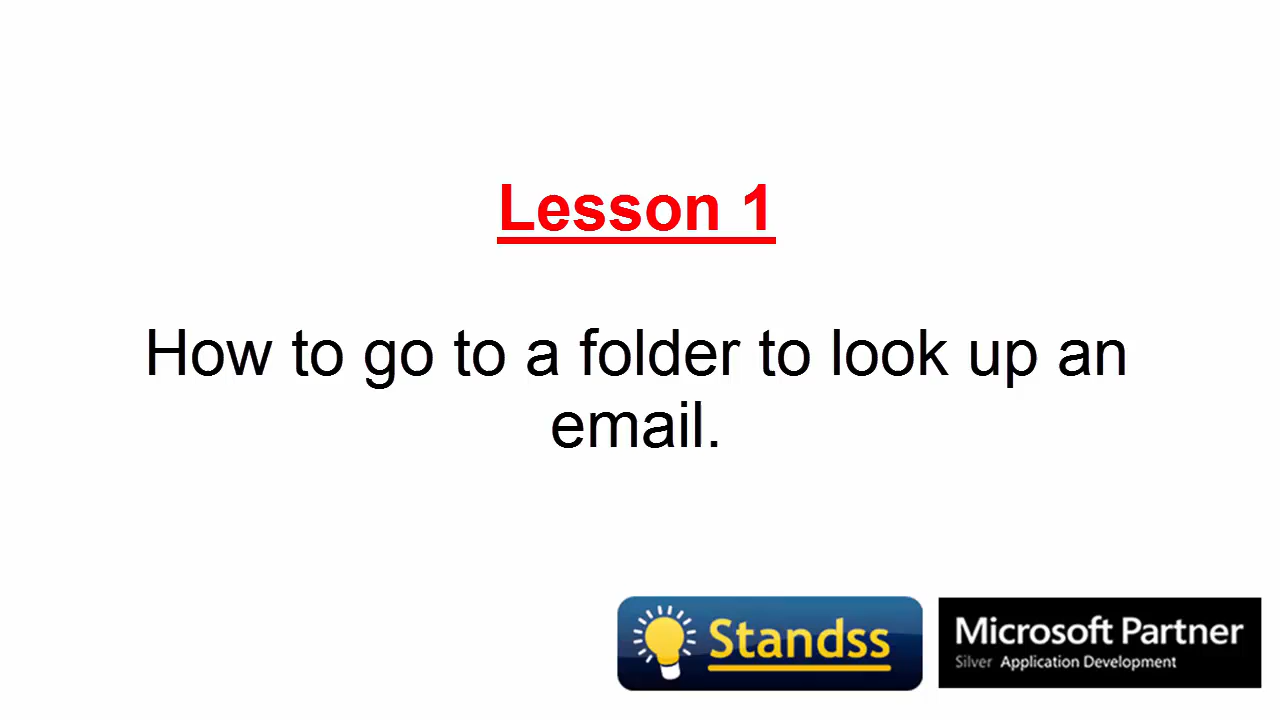 Lesson 1
How to go to a folder to look up an
email.
Standss
Microsoft Partner
Silver Application Development